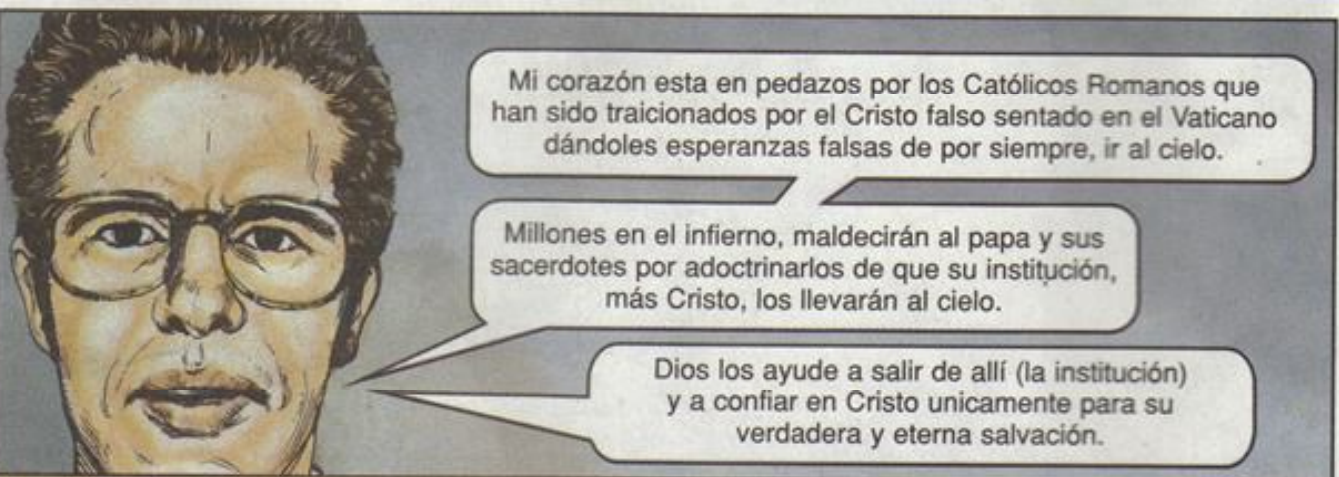 Mi corazón esta en pedazos por los Católicos Romanos que
han sido traicionados por el Cristo falso sentado en el Vaticano
dándoles esperanzas falsas de por siempre, ir al cielo.
Millones en el infierno, maldecirán al papa y sus
sacerdotes por adoctrinarlos de que su institución,
más Cristo, los llevarán al cielo.
Dios los ayude a salir de allí (la institución)
y a confiar en Cristo unicamente para su
verdadera y eterna salvación.